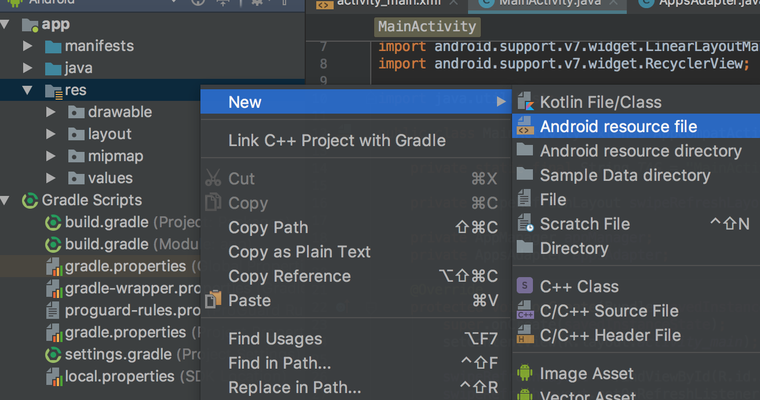 Android
activity_main.xml
MainActivity.java
AppsAdapter.java
app
manifests
java
res
drawable
layout
mipmap
values
Gradle Scripts
build.gradle (Projec
build.gradle (Modu
gradle.properties
gradle-wrapper.pro
proguard-rules.pro
gradle.properties (P
settings.gradle (Pro
local.properties (SD
MainActivity
7 import android.support.v7.widget.LinearLayoutMa
8 import android.support.v7.widget.RecyclerView;
9
New
Link C++ Project with Gradle
Cut ⌘X
Copy ⌘C
Copy Path ⇧⌘C
Copy as Plain Text
Copy Reference ⌥⇧⌘C
Paste ⌘V
Find Usages ⌥F7
Find in Path... ^⇧F
Replace in Path... ^⇧R
Kotlin File/Class
Android resource file
Android resource directory
Sample Data directory
File
Scratch File ^⇧N
Directory
C++ Class
C/C++ Source File
C/C++ Header File
Image Asset
Vector Asset